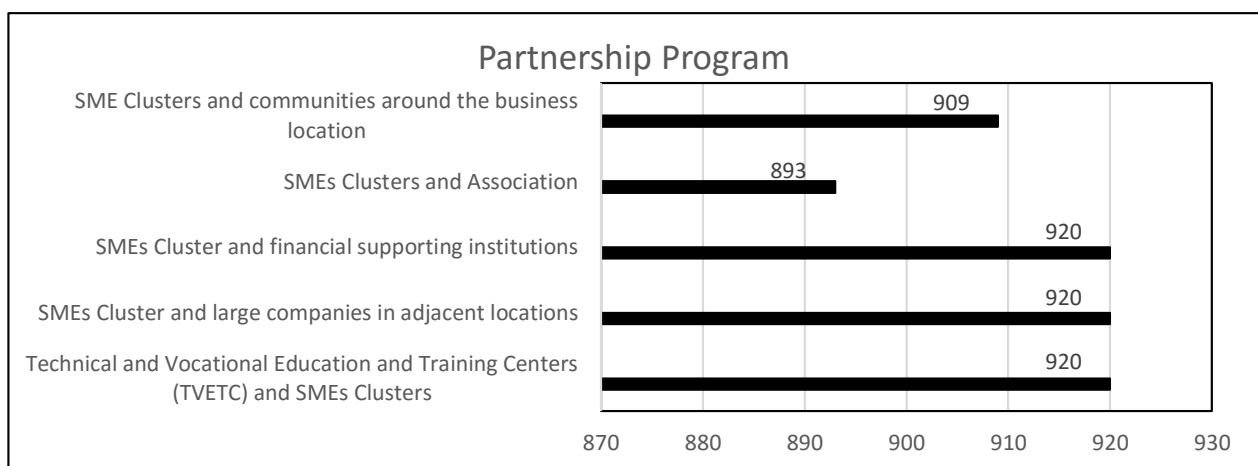 Partnership Program
SME Clusters and communities around the business
location
909
SMEs Clusters and Association
893
SMEs Cluster and financial supporting institutions
920
SMEs Cluster and large companies in adjacent locations
920
Technical and Vocational Education and Training Centers
(TVETC) and SMEs Clusters
920
870 880 890 900 910 920 930